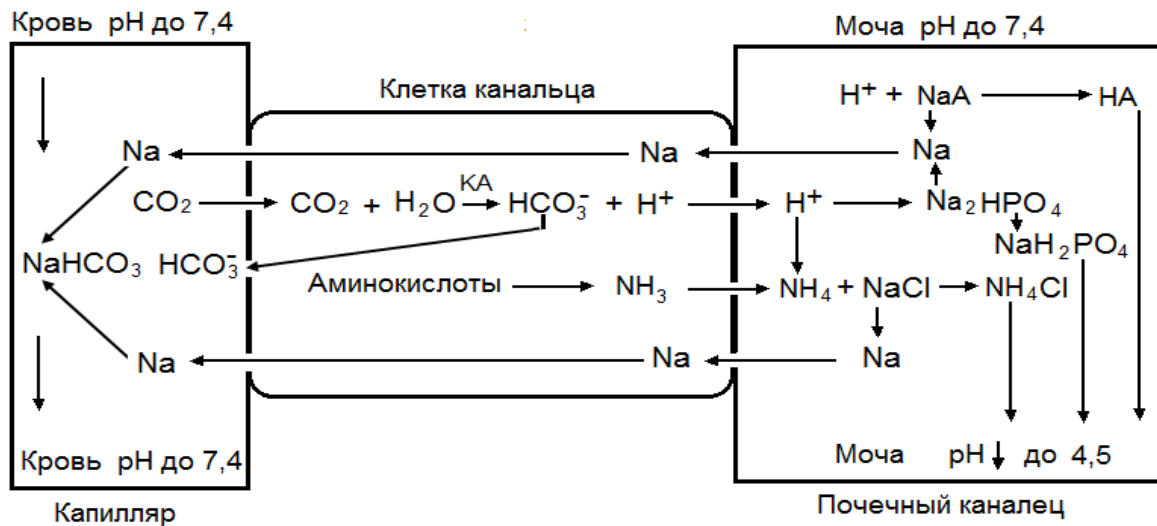 Кровь pH до 7,4
Моча pH до 7,4
Клетка канальца
H⁺ + NaA HA
Na Na Na
CO₂ CO₂ + H₂O KA HCO₃⁻ + H⁺ H⁺ Na₂HPO₄
NaH₂PO₄
NaHCO₃ HCO₃⁻
Аминокислоты NH₃ NH₄ + NaCl NH₄Cl
Na Na Na
Кровь pH до 7,4
Моча pH до 4,5
Капилляр
Почечный каналец